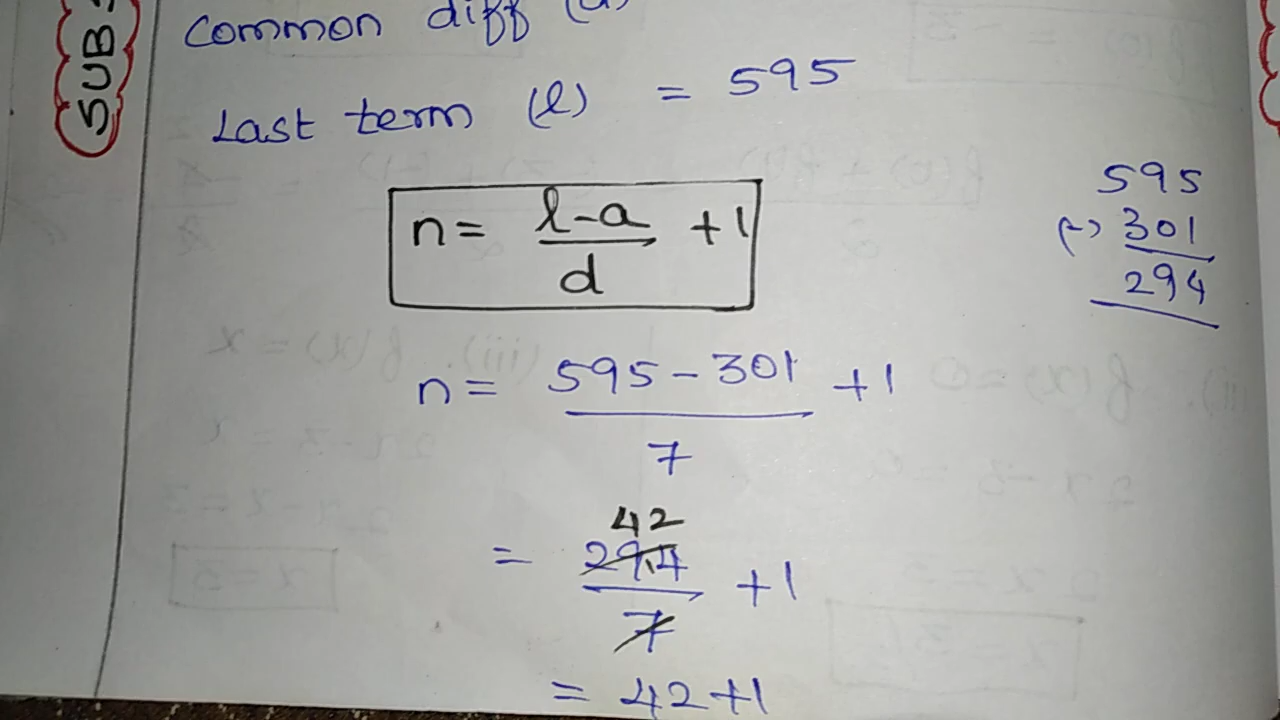 SUB
Common diff (d)
Last term (l) = 595
n = l-a/d + 1
595
(-) 301
294
n = 595 - 301/7 + 1
42
= 294/7 + 1
= 42+1